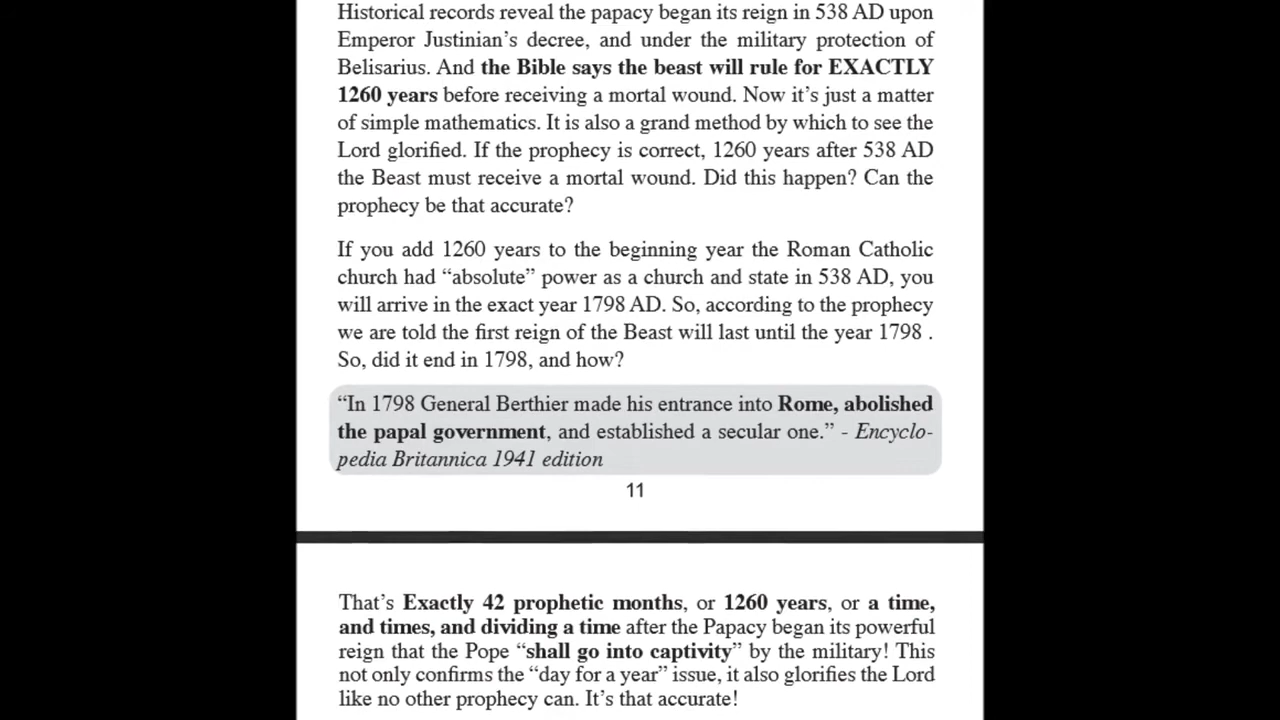 Historical records reveal the papacy began its reign in 538 AD upon
Emperor Justinian’s decree, and under the military protection of
Belisarius. And the Bible says the beast will rule for EXACTLY
1260 years before receiving a mortal wound. Now it’s just a matter
of simple mathematics. It is also a grand method by which to see the
Lord glorified. If the prophecy is correct, 1260 years after 538 AD
the Beast must receive a mortal wound. Did this happen? Can the
prophecy be that accurate?
If you add 1260 years to the beginning year the Roman Catholic
church had “absolute” power as a church and state in 538 AD, you
will arrive in the exact year 1798 AD. So, according to the prophecy
we are told the first reign of the Beast will last until the year 1798 .
So, did it end in 1798, and how?
“In 1798 General Berthier made his entrance into Rome, abolished
the papal government, and established a secular one.” - Encyclo-
pedia Britannica 1941 edition
11
That’s Exactly 42 prophetic months, or 1260 years, or a time,
and times, and dividing a time after the Papacy began its powerful
reign that the Pope “shall go into captivity” by the military! This
not only confirms the “day for a year” issue, it also glorifies the Lord
like no other prophecy can. It’s that accurate!